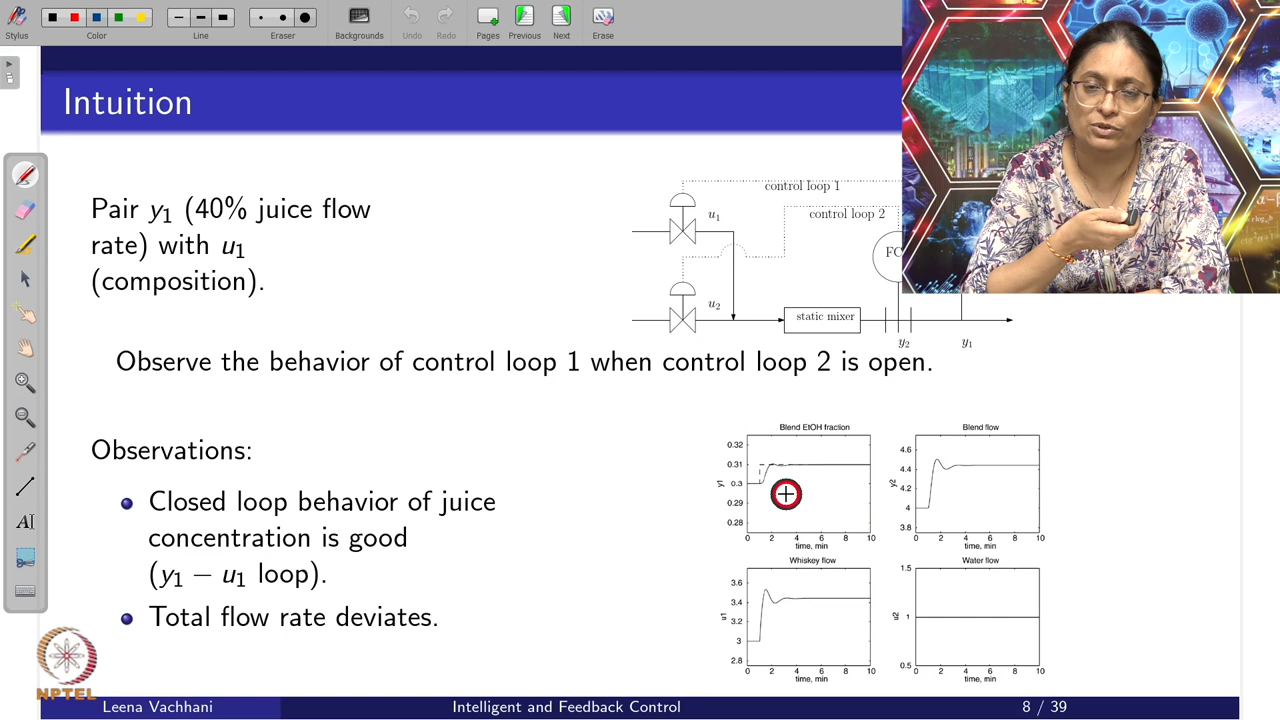 Stylus
Color
Line
Eraser
Backgrounds
Undo
Redo
Pages
Previous
Next
Erase
Intuition
Pair y₁ (40% juice flow
rate) with u₁
(composition).
control loop 1
control loop 2
u₁
FC
u₂
static mixer
y₂
y₁
Observe the behavior of control loop 1 when control loop 2 is open.
Observations:
Closed loop behavior of juice
concentration is good
(y₁ − u₁ loop).
Total flow rate deviates.
Blend EtOH fraction
0.32
0.31
0.3
0.29
0.28
y1
0 2 4 6 8 10
time, min
Blend flow
4.6
4.4
4.2
4
3.8
y2
0 2 4 6 8 10
time, min
Whiskey flow
3.6
3.4
3.2
3
2.8
u1
0 2 4 6 8 10
time, min
Water flow
1.5
1
0.5
u2
0 2 4 6 8 10
time, min
AI
NPTEL
Leena Vachhani
Intelligent and Feedback Control
8 / 39